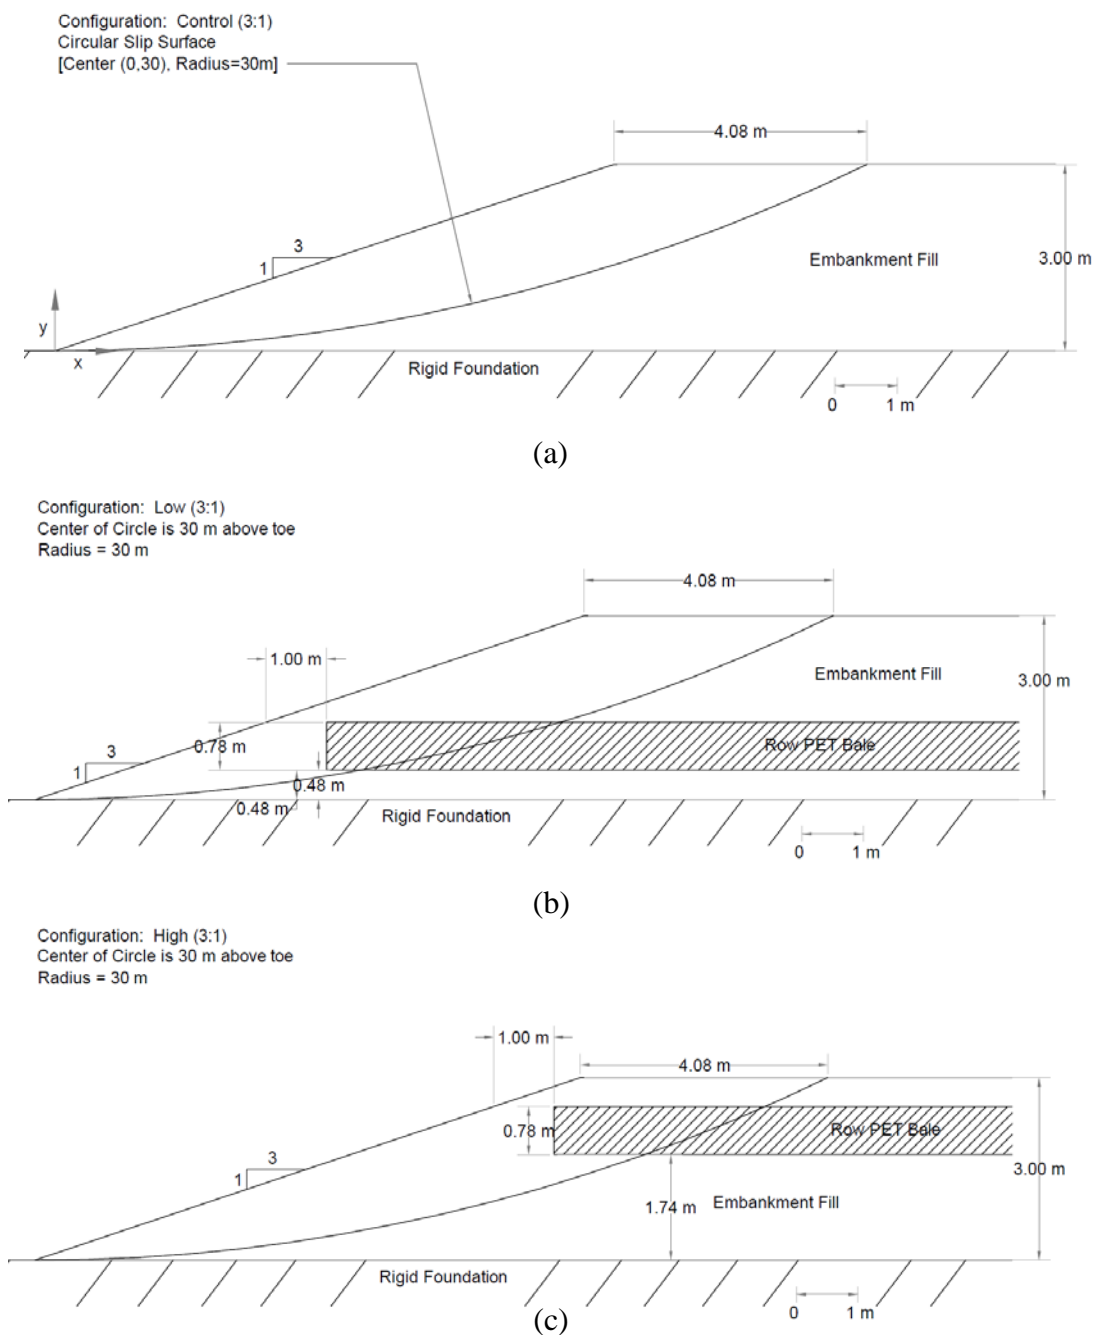 Configuration: Control (3:1)
Circular Slip Surface
[Center (0,30), Radius=30m]
4.08 m
3
1
Embankment Fill
3.00 m
y
x
Rigid Foundation
0 1 m
(a)
Configuration: Low (3:1)
Center of Circle is 30 m above toe
Radius = 30 m
4.08 m
1.00 m
Embankment Fill
3.00 m
0.78 m
Row PET Bale
3
1
0.48 m
0.48 m
Rigid Foundation
0 1 m
(b)
Configuration: High (3:1)
Center of Circle is 30 m above toe
Radius = 30 m
1.00 m
4.08 m
0.78 m
Row PET Bale
3
1
3.00 m
1.74 m
Embankment Fill
Rigid Foundation
0 1 m
(c)